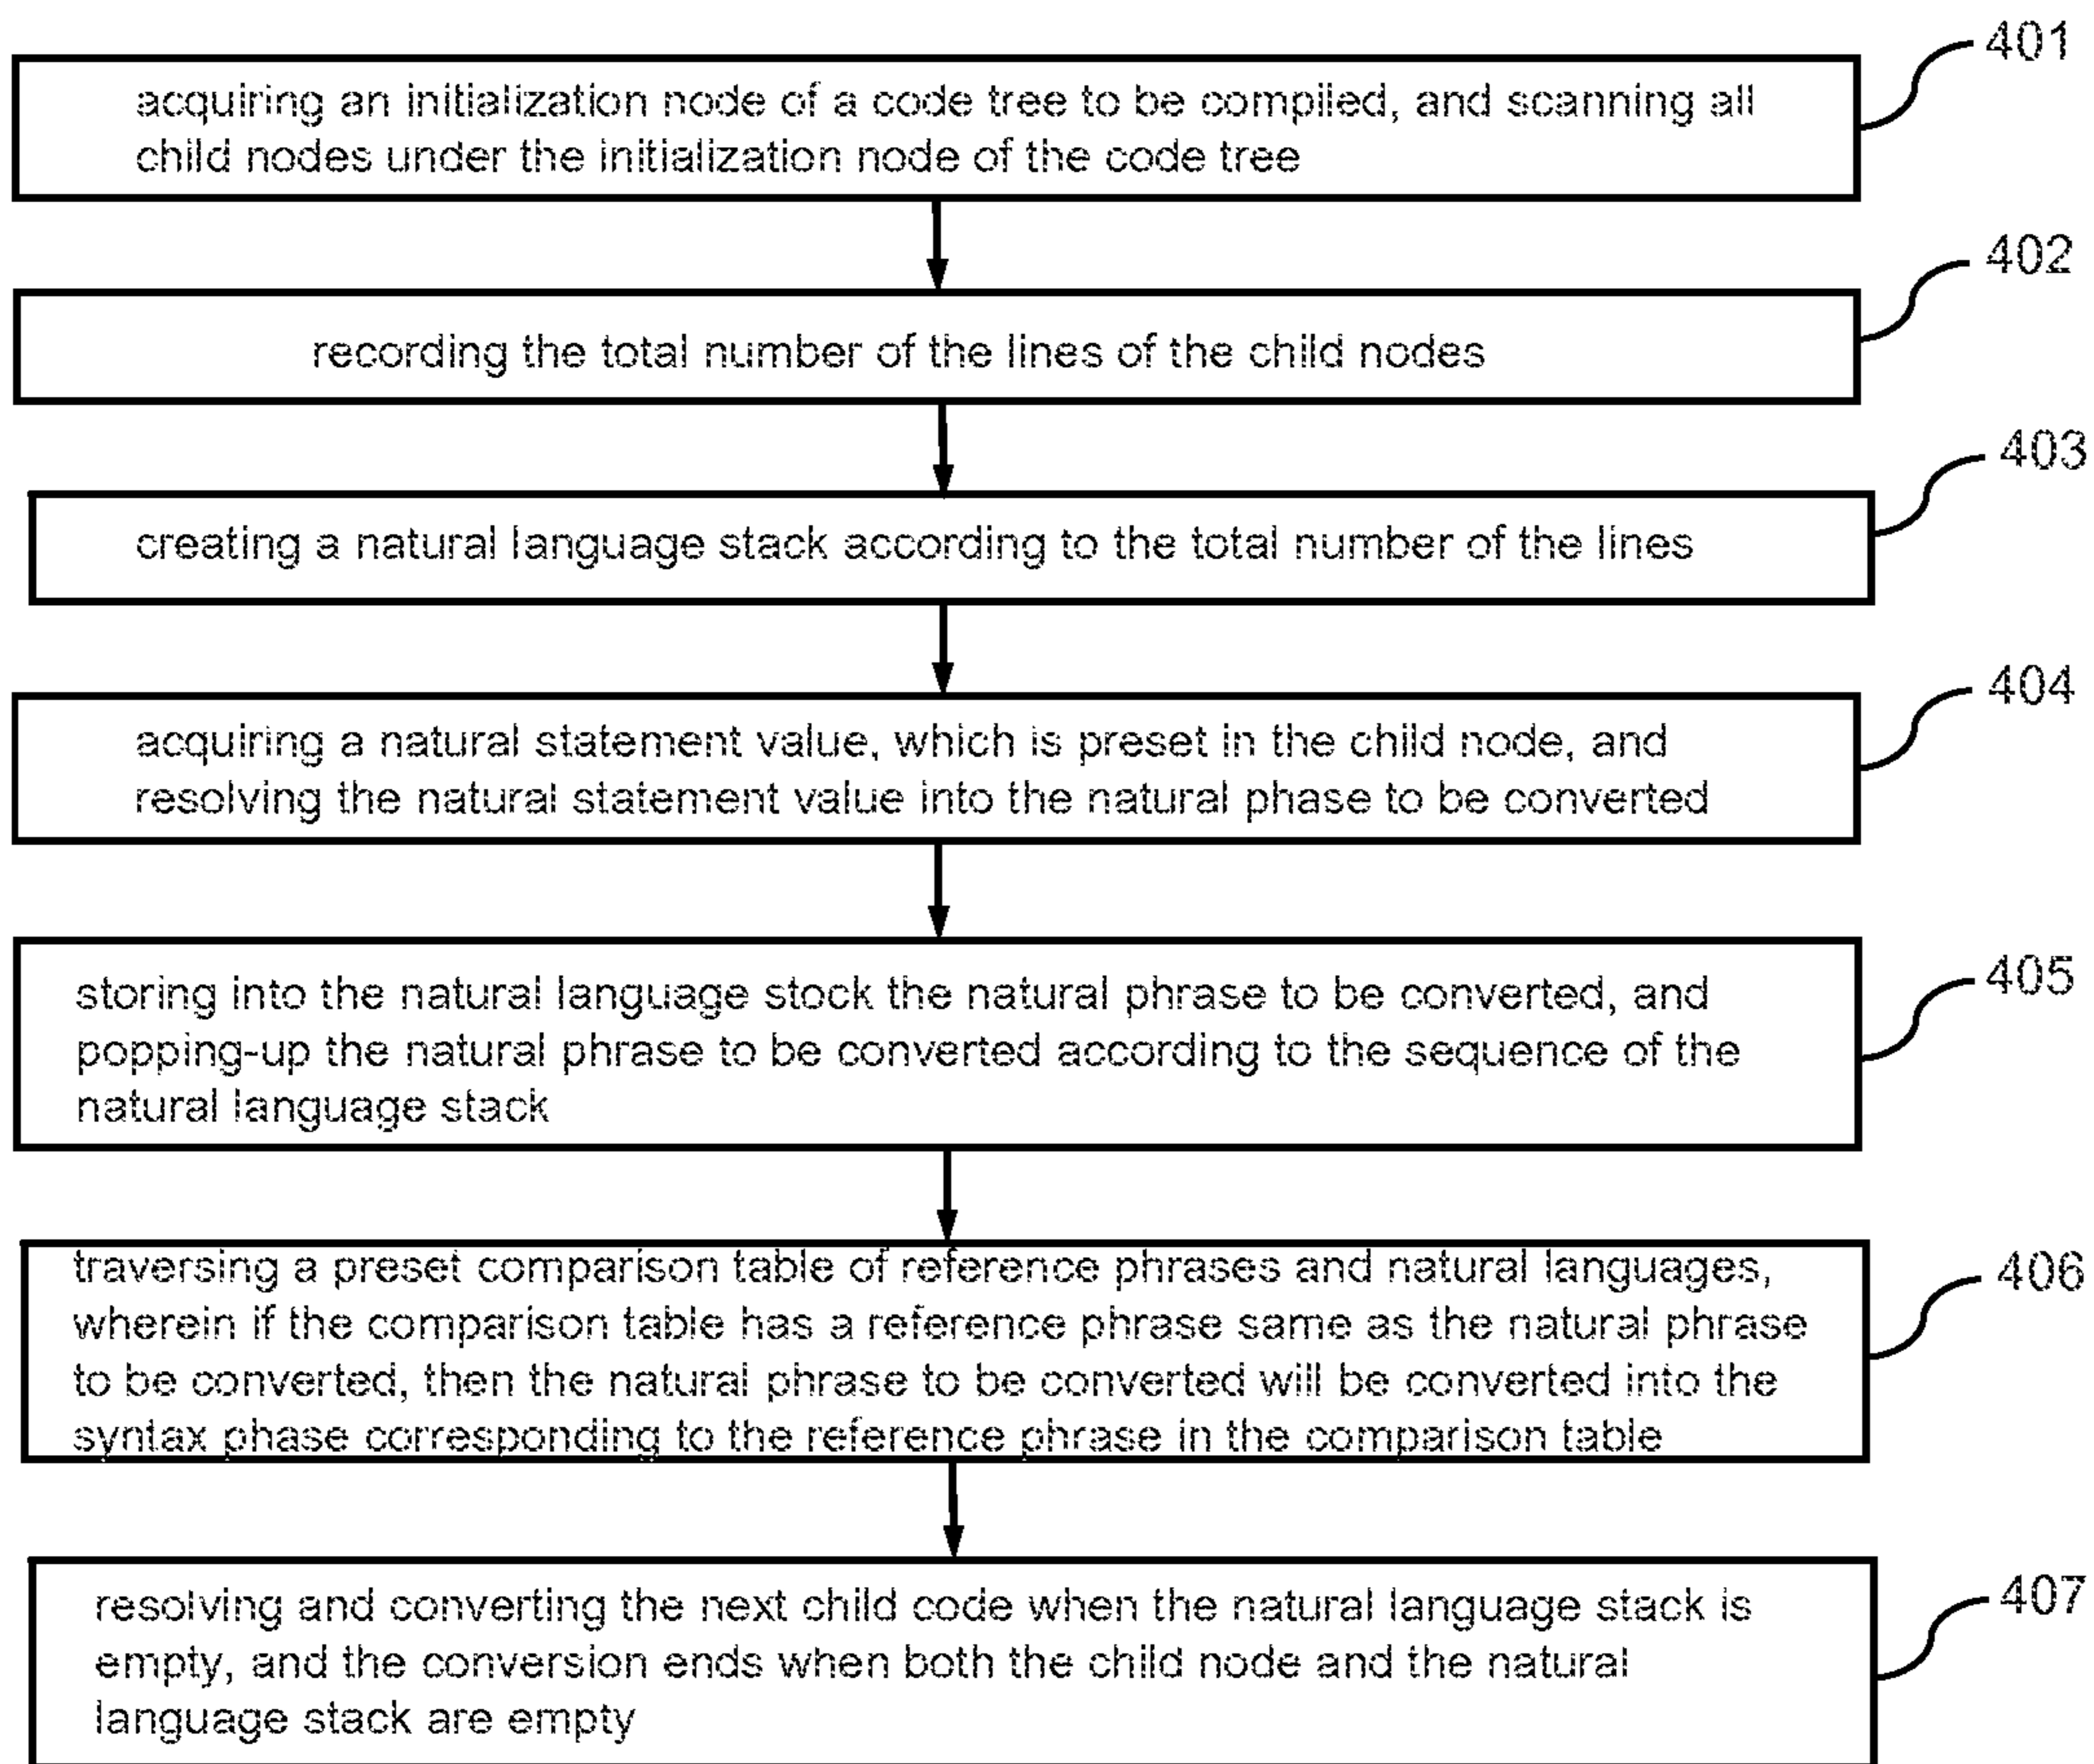 401
acquiring an initialization node of a code tree to be compiled, and scanning all
child nodes under the initialization node of the code tree
402
recording the total number of the lines of the child nodes
403
creating a natural language stack according to the total number of the lines
404
acquiring a natural statement value, which is preset in the child node, and
resolving the natural statement value into the natural phase to be converted
405
storing into the natural language stock the natural phrase to be converted, and
popping-up the natural phrase to be converted according to the sequence of the
natural language stack
406
traversing a preset comparison table of reference phrases and natural languages,
wherein if the comparison table has a reference phrase same as the natural phrase
to be converted, then the natural phrase to be converted will be converted into the
syntax phase corresponding to the reference phrase in the comparison table
407
resolving and converting the next child code when the natural language stack is
empty, and the conversion ends when both the child node and the natural
language stack are empty